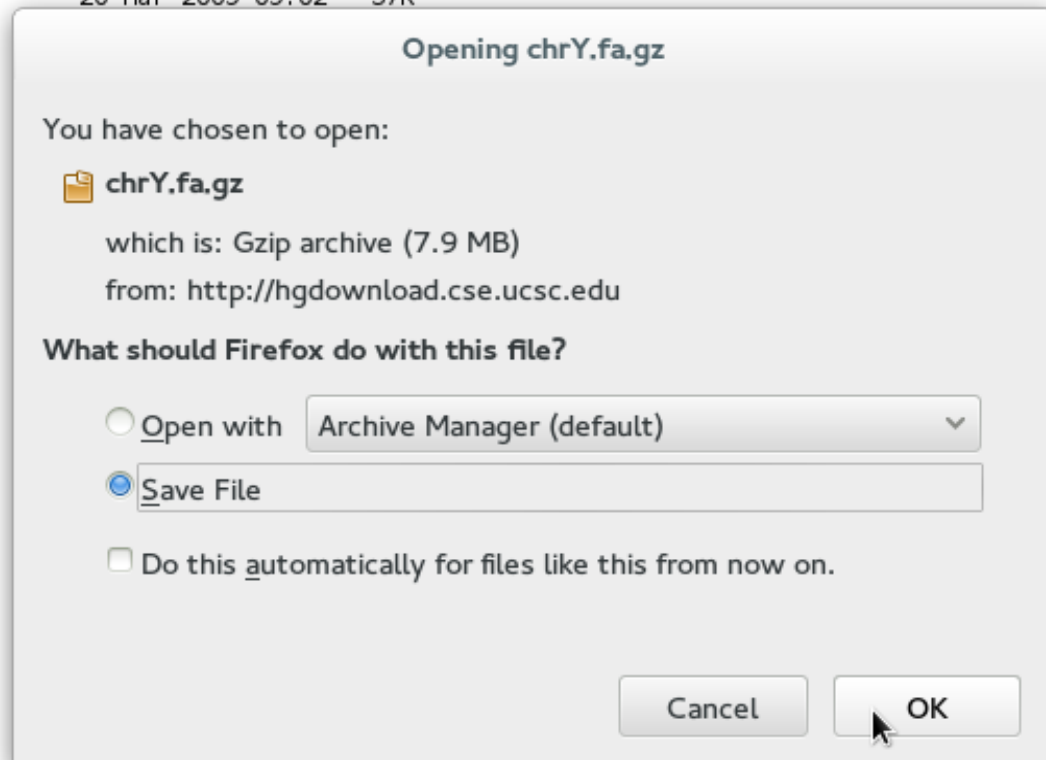 Opening chrY.fa.gz
You have chosen to open:
chrY.fa.gz
which is: Gzip archive (7.9 MB)
from: http://hgdownload.cse.ucsc.edu
What should Firefox do with this file?
Open with Archive Manager (default)
Save File
Do this automatically for files like this from now on.
Cancel OK